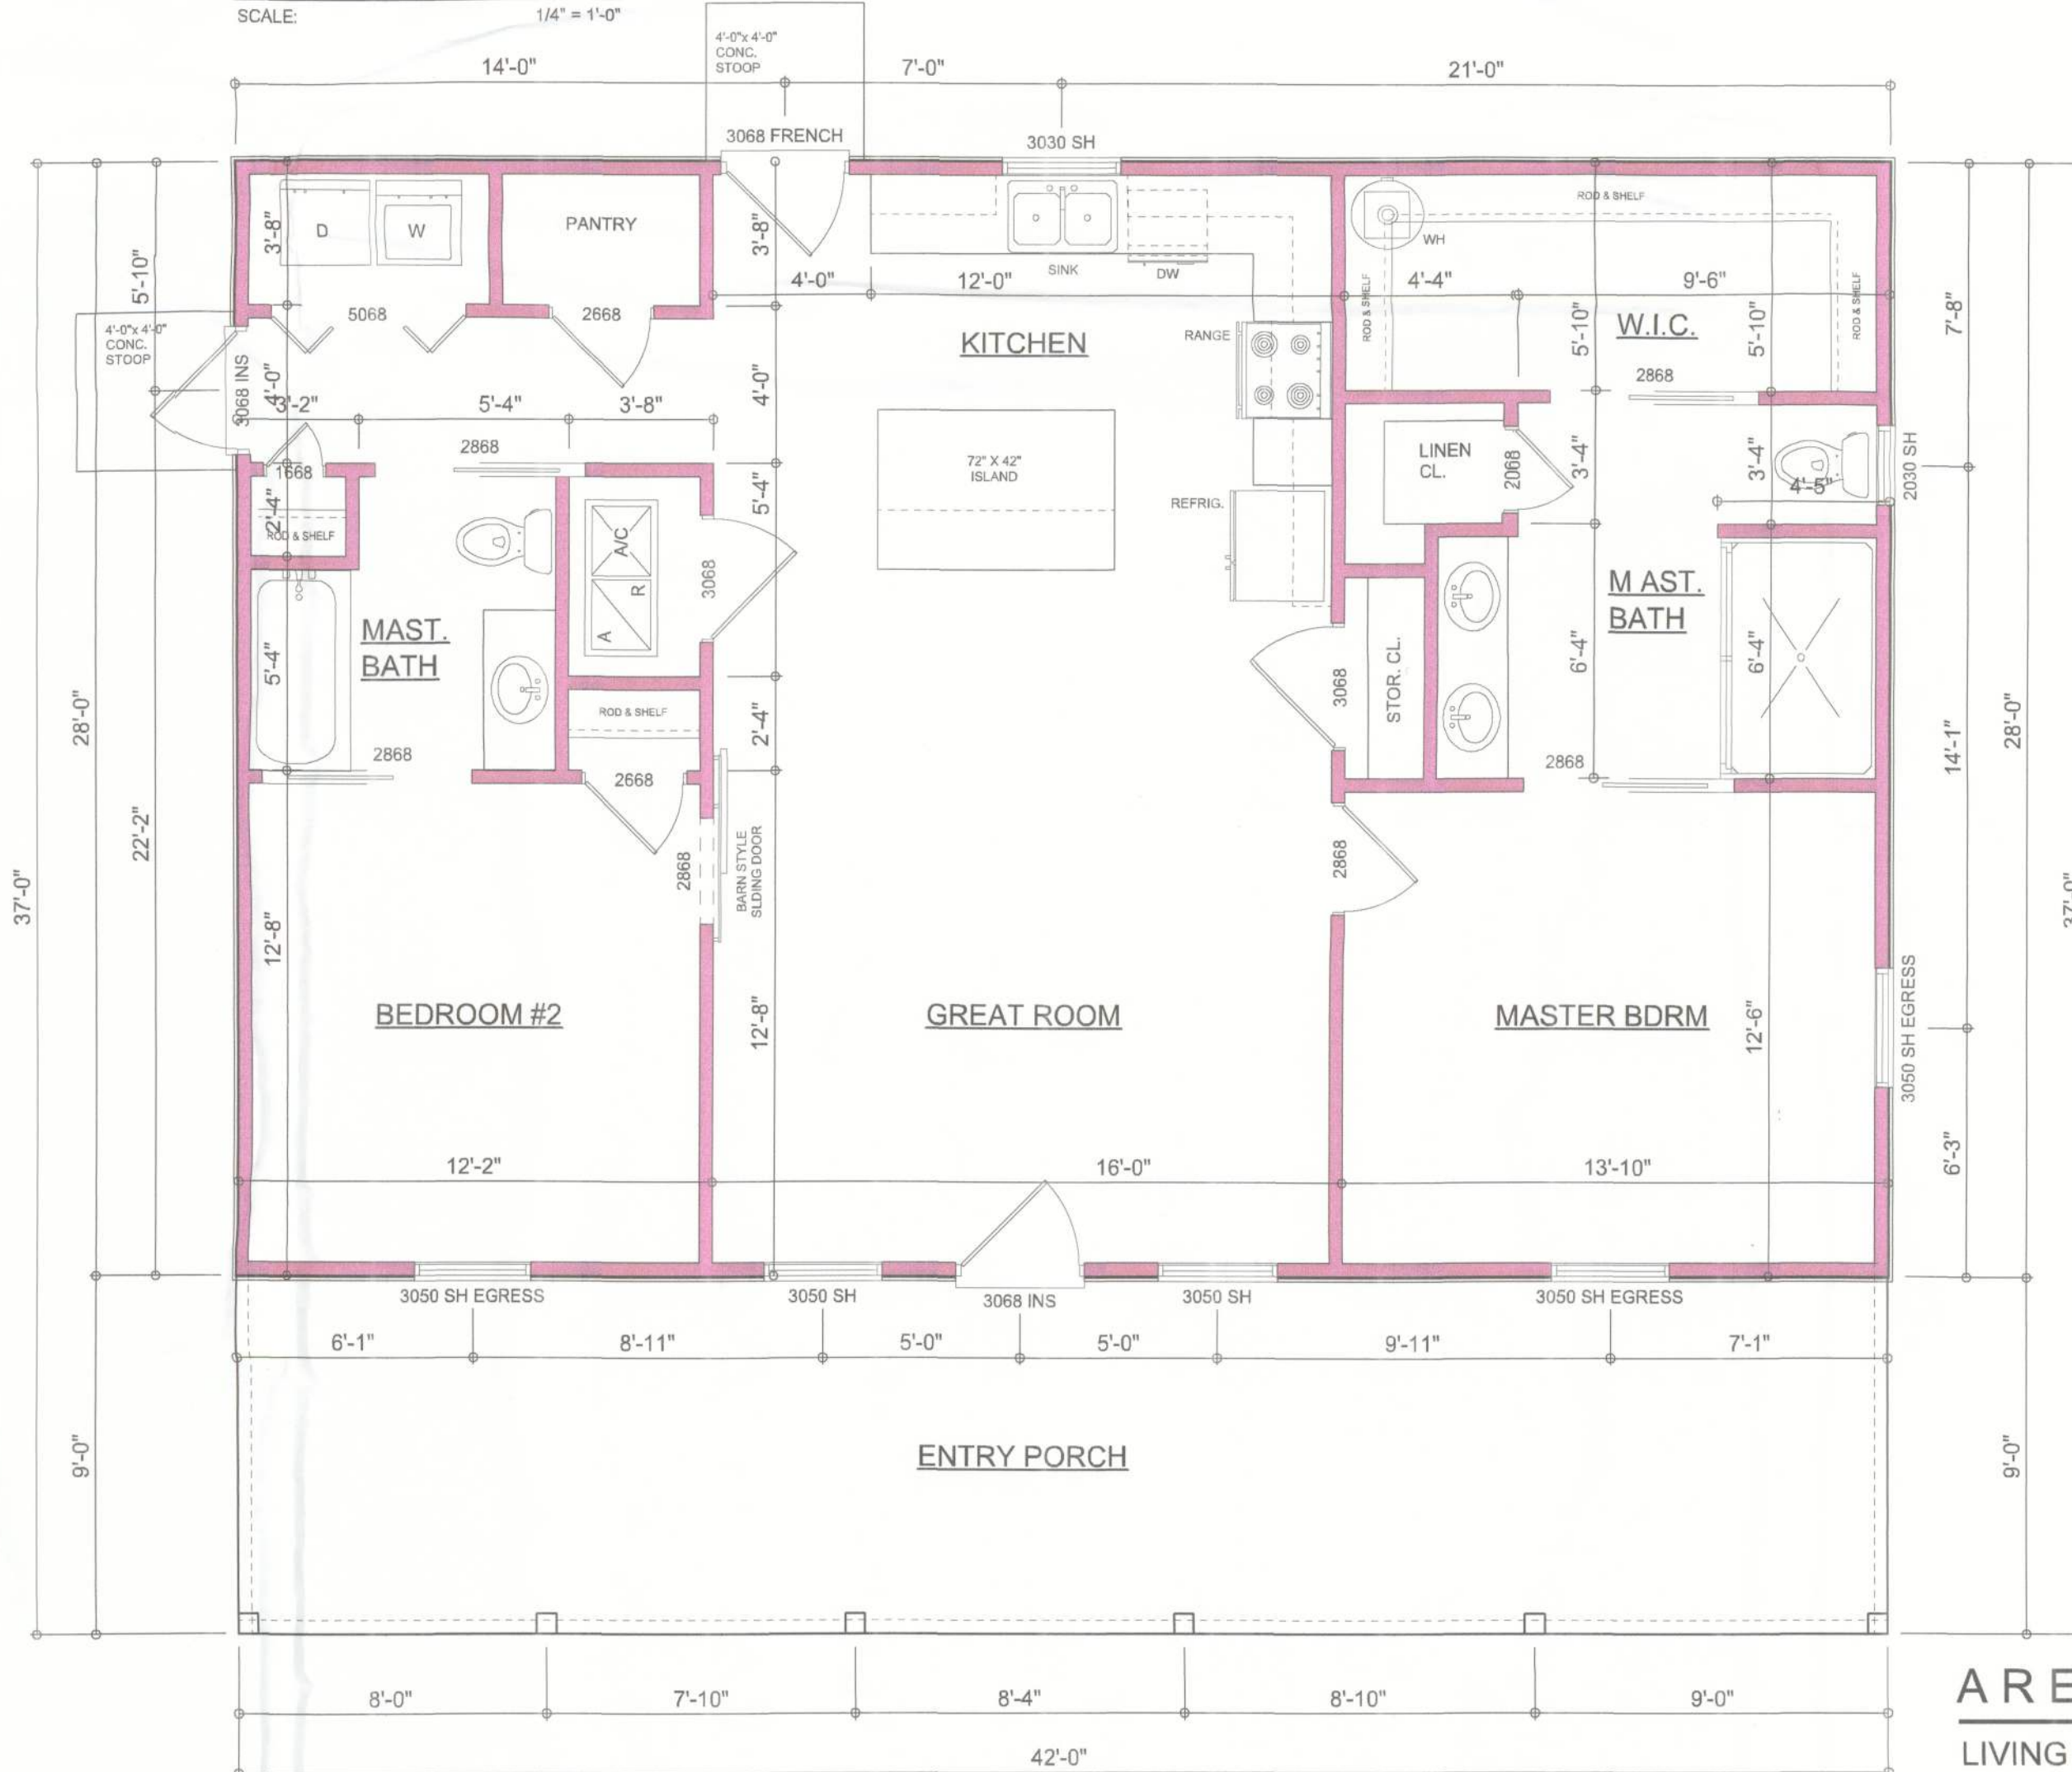 SCALE: 1/4" = 1'-0"
4'-0"x 4'-0"
CONC.
STOOP
14'-0" 7'-0" 21'-0"
3068 FRENCH
3030 SH
D
W
3'-8"
PANTRY
3'-8"
SINK
DW
WH
ROD & SHELF
ROD & SHELF
ROD & SHELF
4'-0" 12'-0" 4'-4" 9'-6"
5'-10"
7'-8"
4'-0"x 4'-0"
CONC.
STOOP
5068
2668
KITCHEN
RANGE
5'-10"
W.I.C.
5'-10"
3068 INS
4'-0"
4'-0"
2868
3'-2" 5'-4" 3'-8"
2868
1668
2'-4"
ROD & SHELF
5'-4"
72" X 42"
ISLAND
LINEN
CL.
2068
3'-4"
3'-4"
4'-5"
2030 SH
REFRIG.
A/C
R
A
3068
MAST.
BATH
5'-4"
M AST.
BATH
6'-4"
6'-4"
3068
STOR. CL.
ROD & SHELF
2'-4"
28'-0"
14'-1"
28'-0"
2868
2668
2868
22'-2"
2868
BARN STYLE
SLDING DOOR
2868
37'-0"
37'-0"
12'-8"
12'-8"
12'-6"
BEDROOM #2
GREAT ROOM
MASTER BDRM
3050 SH EGRESS
6'-3"
12'-2" 16'-0" 13'-10"
3050 SH EGRESS
3050 SH
3068 INS
3050 SH
3050 SH EGRESS
6'-1" 8'-11" 5'-0" 5'-0" 9'-11" 7'-1"
9'-0"
ENTRY PORCH
9'-0"
8'-0" 7'-10" 8'-4" 8'-10" 9'-0"
42'-0"
ARE
LIVING